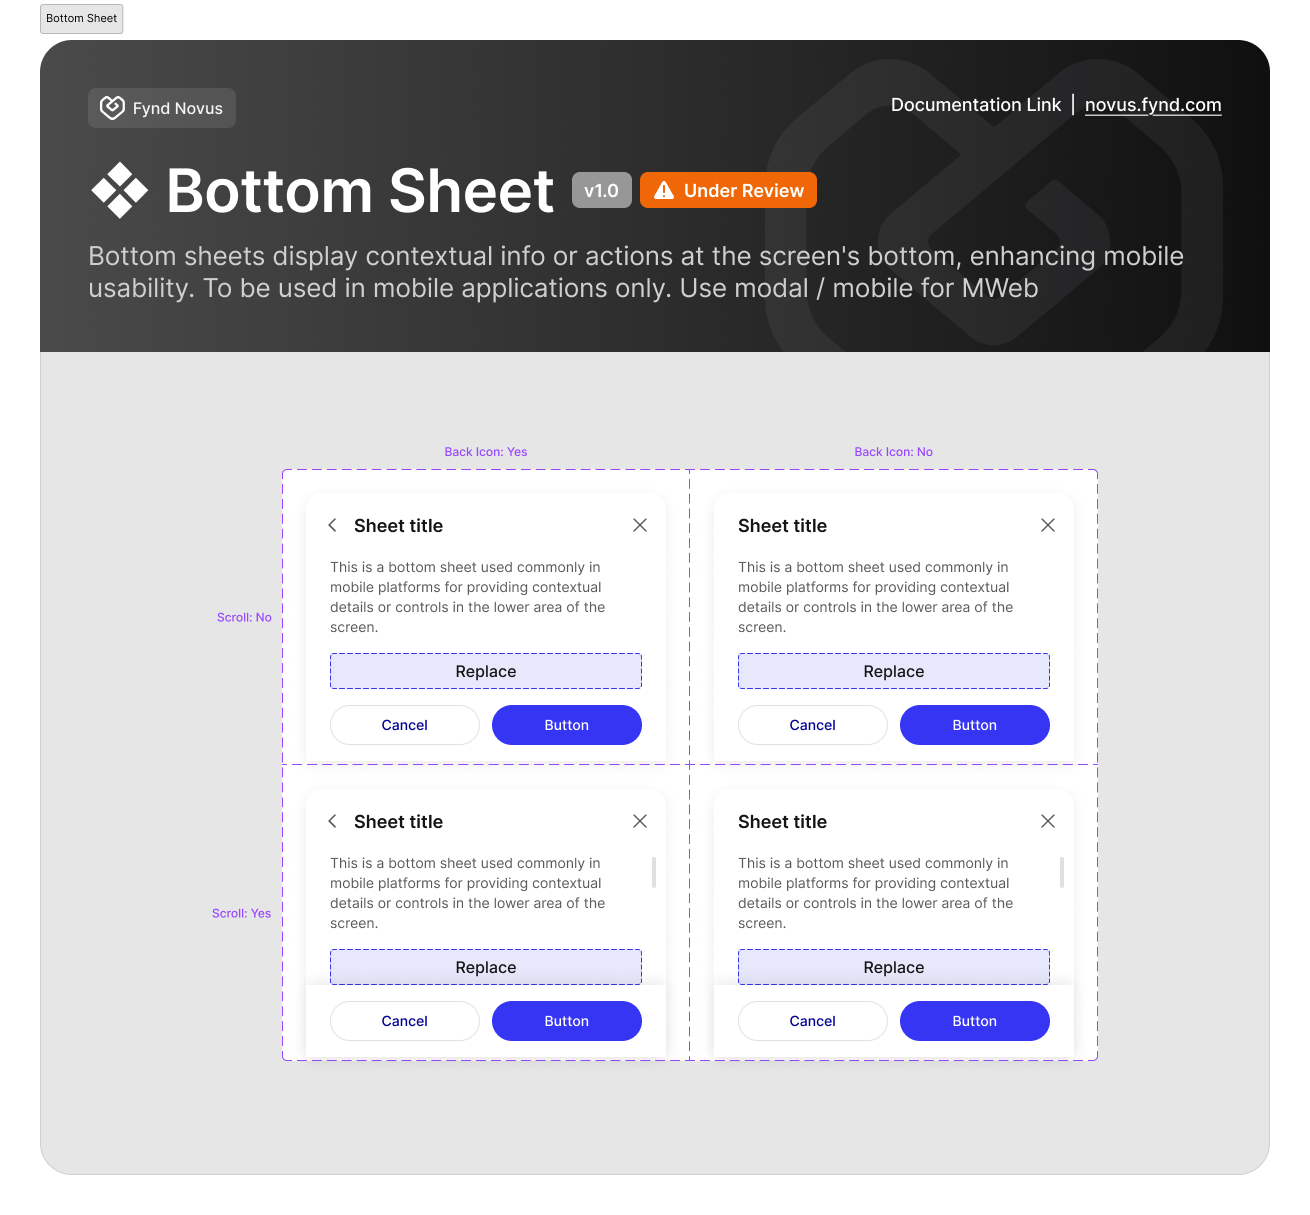 Bottom Sheet
Fynd Novus
Documentation Link | novus.fynd.com
Bottom Sheet
v1.0
Under Review
Bottom sheets display contextual info or actions at the screen's bottom, enhancing mobile
usability. To be used in mobile applications only. Use modal / mobile for MWeb
Back Icon: Yes
Back Icon: No
Scroll: No
Sheet title
This is a bottom sheet used commonly in
mobile platforms for providing contextual
details or controls in the lower area of the
screen.
Replace
Cancel
Button
Sheet title
This is a bottom sheet used commonly in
mobile platforms for providing contextual
details or controls in the lower area of the
screen.
Replace
Cancel
Button
Scroll: Yes
Sheet title
This is a bottom sheet used commonly in
mobile platforms for providing contextual
details or controls in the lower area of the
screen.
Replace
Cancel
Button
Sheet title
This is a bottom sheet used commonly in
mobile platforms for providing contextual
details or controls in the lower area of the
screen.
Replace
Cancel
Button